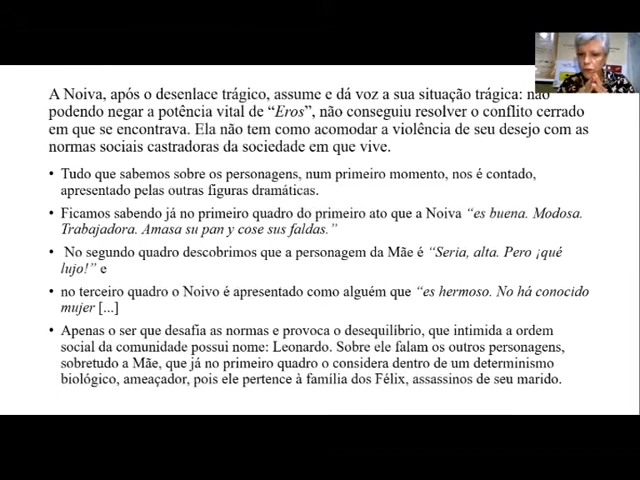 A Noiva, após o desenlace trágico, assume e dá voz a sua situação trágica: não
podendo negar a potência vital de “Eros”, não conseguiu resolver o conflito cerrado
em que se encontrava. Ela não tem como acomodar a violência de seu desejo com as
normas sociais castradoras da sociedade em que vive.
• Tudo que sabemos sobre os personagens, num primeiro momento, nos é contado,
apresentado pelas outras figuras dramáticas.
• Ficamos sabendo já no primeiro quadro do primeiro ato que a Noiva “es buena. Modosa.
Trabajadora. Amasa su pan y cose sus faldas.”
• No segundo quadro descobrimos que a personagem da Mãe é “Seria, alta. Pero ¡qué
lujo!” e
• no terceiro quadro o Noivo é apresentado como alguém que “es hermoso. No há conocido
mujer [...]
• Apenas o ser que desafia as normas e provoca o desequilíbrio, que intimida a ordem
social da comunidade possui nome: Leonardo. Sobre ele falam os outros personagens,
sobretudo a Mãe, que já no primeiro quadro o considera dentro de um determinismo
biológico, ameaçador, pois ele pertence à família dos Félix, assassinos de seu marido.